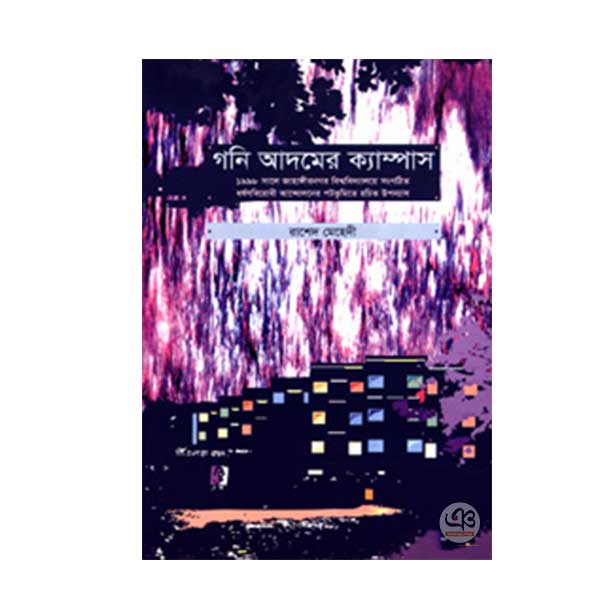 গনি আদমের ক্যাম্পাস
১৯৯৮ সালে জাহাঙ্গীরনগর বিশ্ববিদ্যালয়ে সংগঠিত
ধর্ষণবিরোধী আন্দোলনের পটভূমিতে রচিত উপন্যাস
রাশেদ মেহেদী